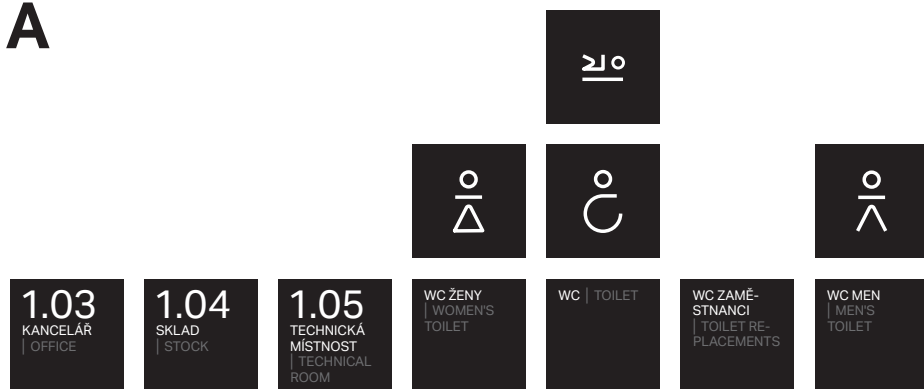 A
1.03
KANCELÁŘ
| OFFICE
1.04
SKLAD
| STOCK
1.05
TECHNICKÁ
MÍSTNOST
| TECHNICAL
ROOM
WC ŽENY
| WOMEN'S
TOILET
WC | TOILET
WC ZAMĚ-
STNANCI
| TOILET RE-
PLACEMENTS
WC MEN
| MEN'S
TOILET